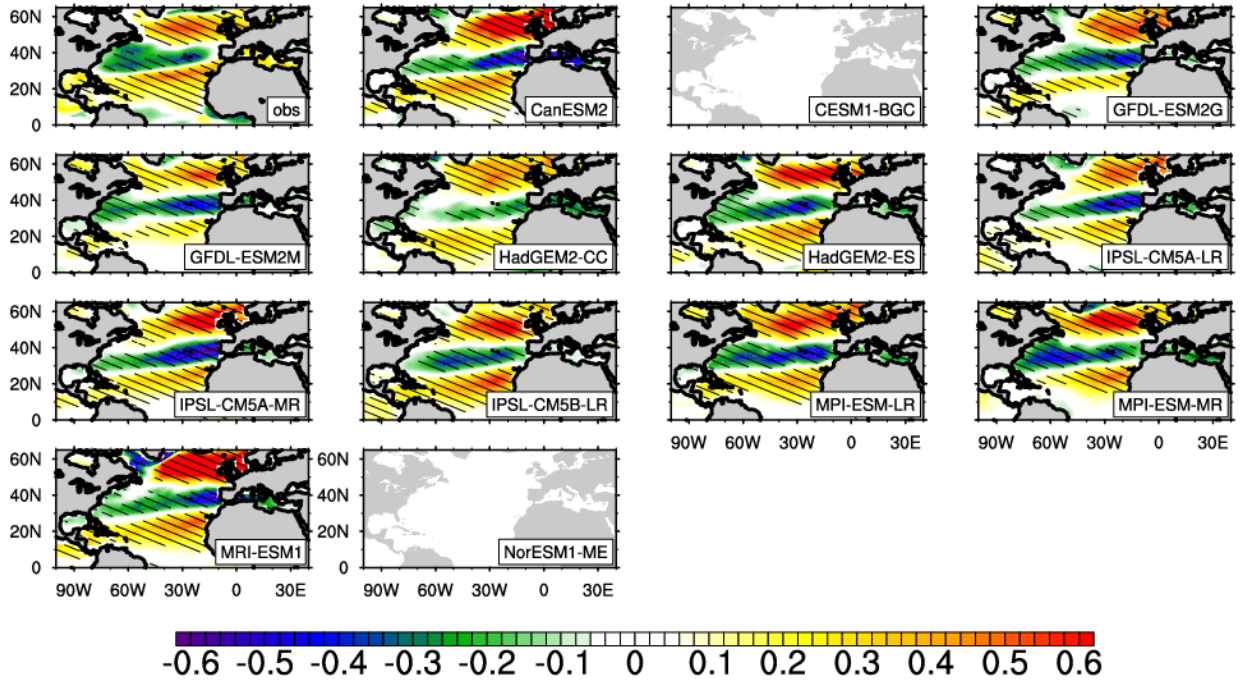 60N
40N
20N
0
obs
CanESM2
CESM1-BGC
GFDL-ESM2G
60N
40N
20N
0
GFDL-ESM2M
HadGEM2-CC
HadGEM2-ES
IPSL-CM5A-LR
60N
40N
20N
0
IPSL-CM5A-MR
IPSL-CM5B-LR
MPI-ESM-LR
MPI-ESM-MR
90W 60W 30W 0 30E 90W 60W 30W 0 30E
60N
40N
20N
0
60N
40N
20N
0
MRI-ESM1
NorESM1-ME
90W 60W 30W 0 30E 90W 60W 30W 0 30E
-0.6 -0.5 -0.4 -0.3 -0.2 -0.1 0 0.1 0.2 0.3 0.4 0.5 0.6